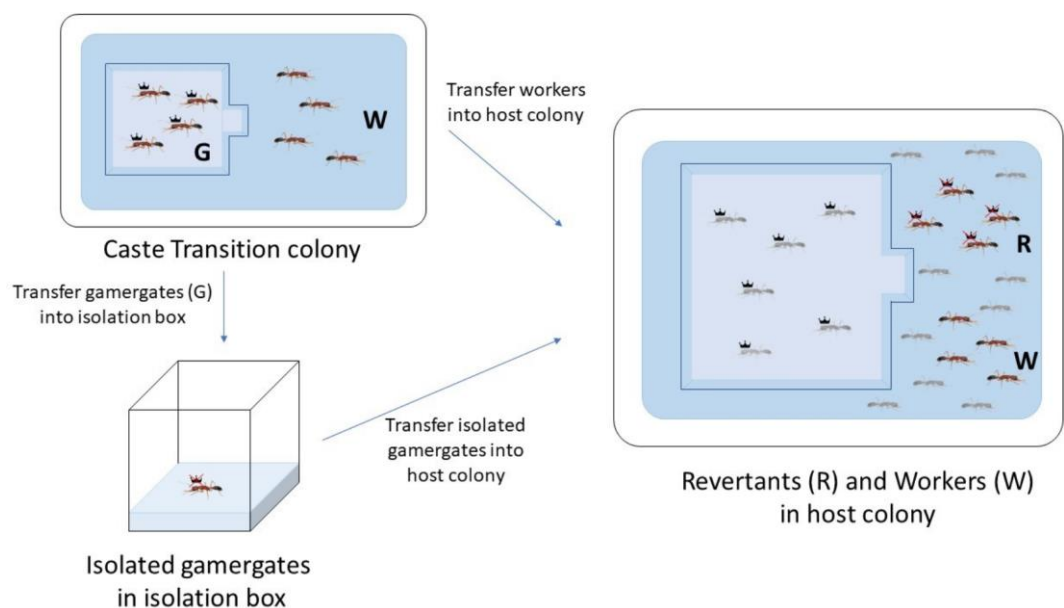 G
W
Caste Transition colony
Transfer workers
into host colony
Transfer gamergates (G)
into isolation box
Transfer isolated
gamergates into
host colony
R
W
Isolated gamergates
in isolation box
Revertants (R) and Workers (W)
in host colony